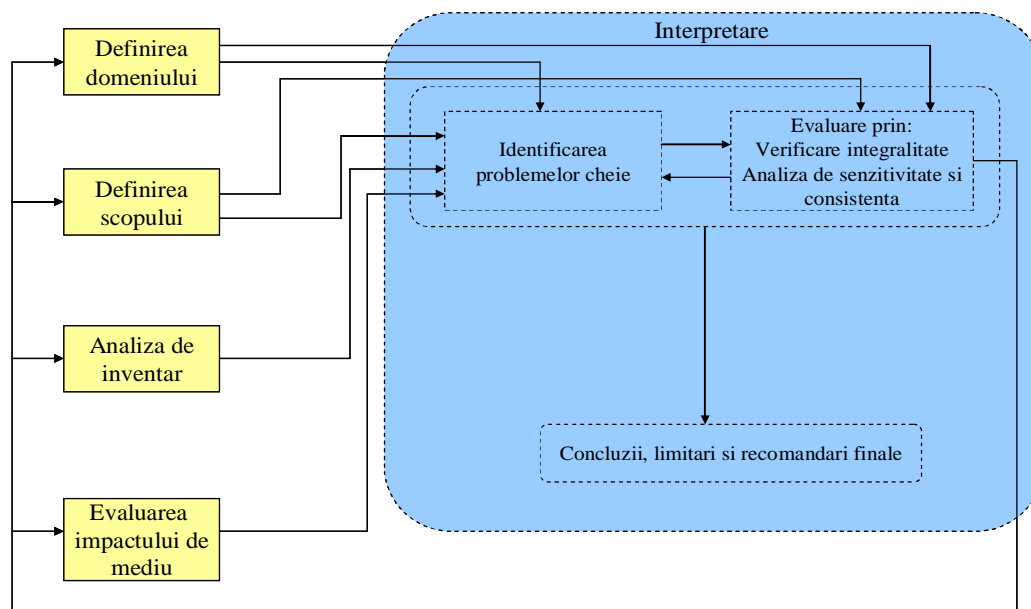 Interpretare
Definirea
domeniului
Identificarea
problemelor cheie
Evaluare prin:
Verificare integralitate
Analiza de senzitivitate si
consistenta
Definirea
scopului
Analiza de
inventar
Concluzii, limitari si recomandari finale
Evaluarea
impactului de
mediu